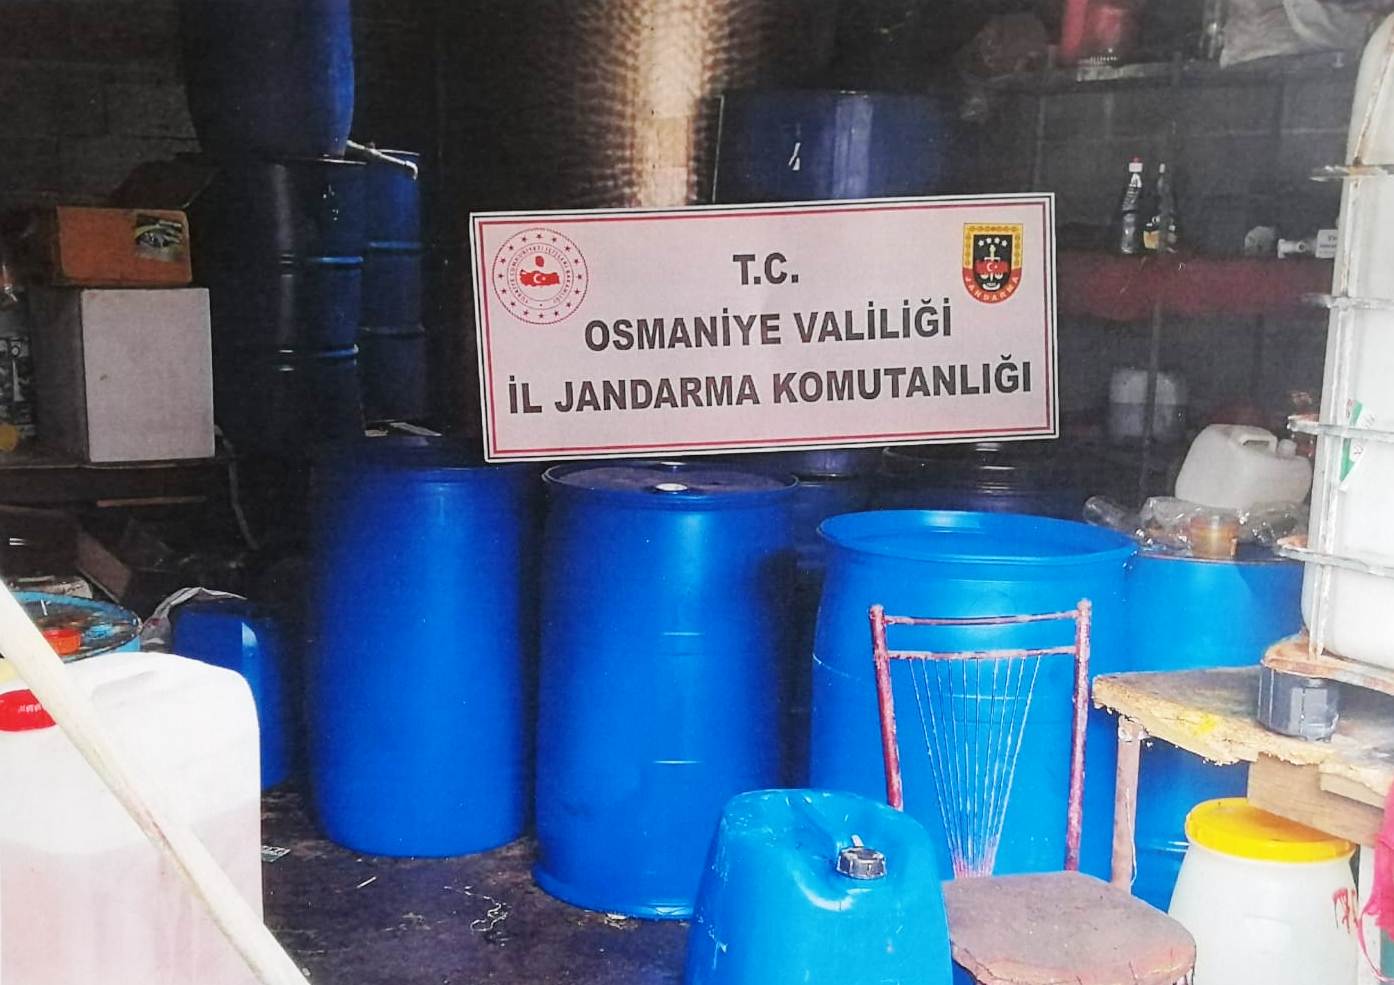 T.C.
OSMANİYE VALİLİĞİ
İL JANDARMA KOMUTANLIĞI
JANDARMA